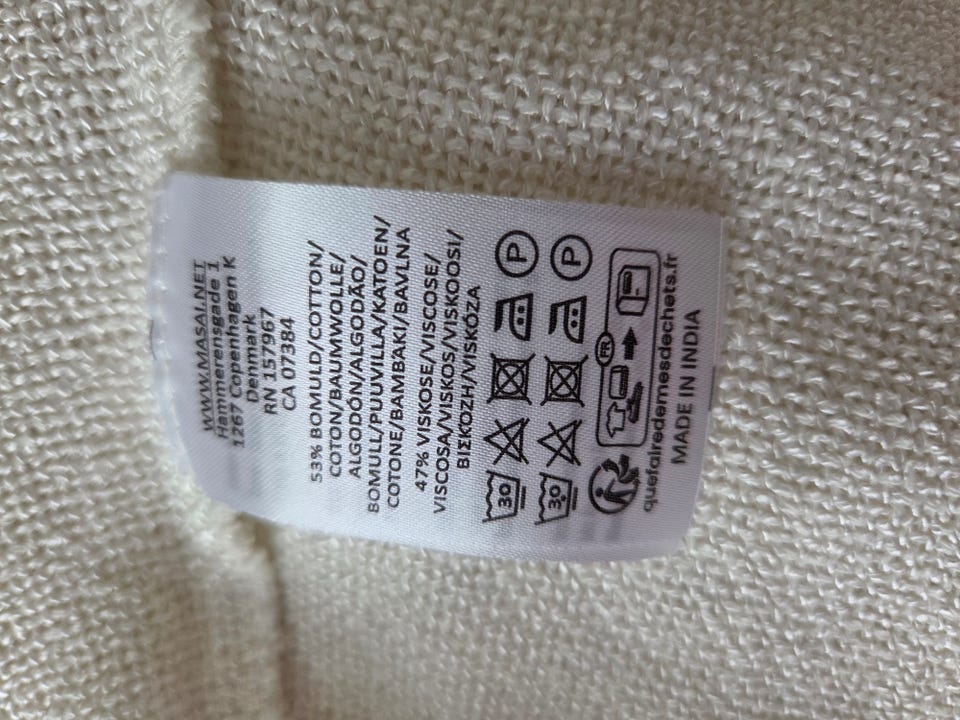 WWW.MASAI.NET
Hammerensgade 1
1267 Copenhagen K
Denmark
RN 157967
CA 07384
53% BOMULD/COTTON/
COTON/BAUMWOLLE/
ALGODÓN/ALGODÃO/
BOMULL/PUUVILLA/KATOEN/
COTONE/ΒΑΜΒΑΚΙ/BAVLNA
47% VISKOSE/VISCOSE/
VISCOSA/VISKOS/VISKOOSI/
ΒΙΣΚΟΖΗ/VISKÓZA
30 P
30 P
FR
quefairedemesdechets.fr
MADE IN INDIA